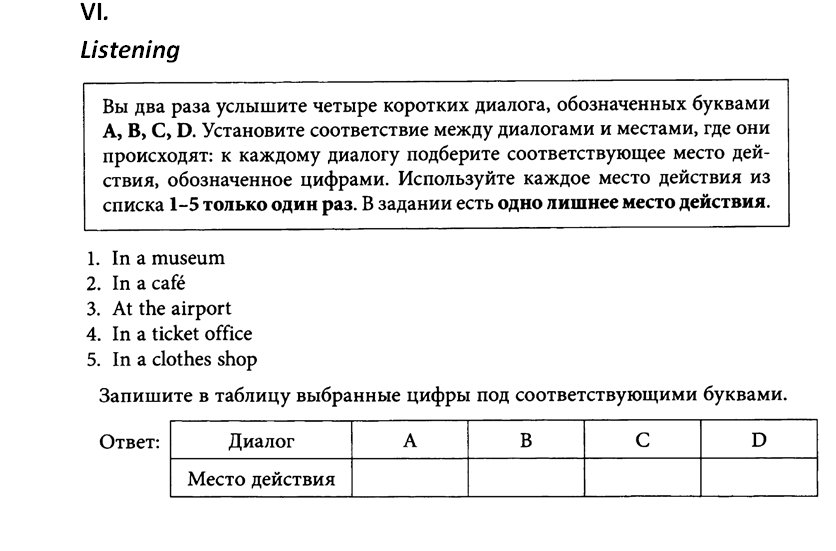 VI.
Listening
Вы два раза услышите четыре коротких диалога, обозначенных буквами
A, B, C, D. Установите соответствие между диалогами и местами, где они
происходят: к каждому диалогу подберите соответствующее место дей-
ствия, обозначенное цифрами. Используйте каждое место действия из
списка 1–5 только один раз. В задании есть одно лишнее место действия.
1. In a museum
2. In a café
3. At the airport
4. In a ticket office
5. In a clothes shop
Запишите в таблицу выбранные цифры под соответствующими буквами.
Ответ: Диалог A B C D
Место действия